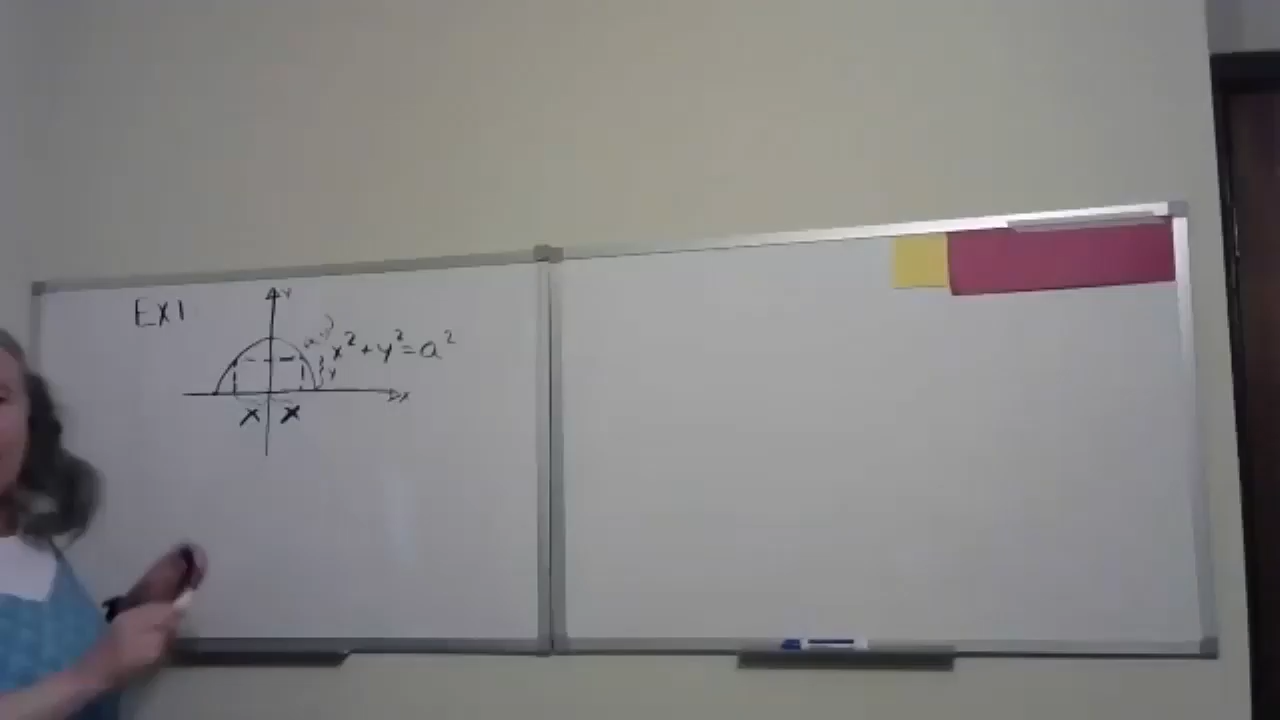 Ex1
y
x² + y² = a²
y
x
x x